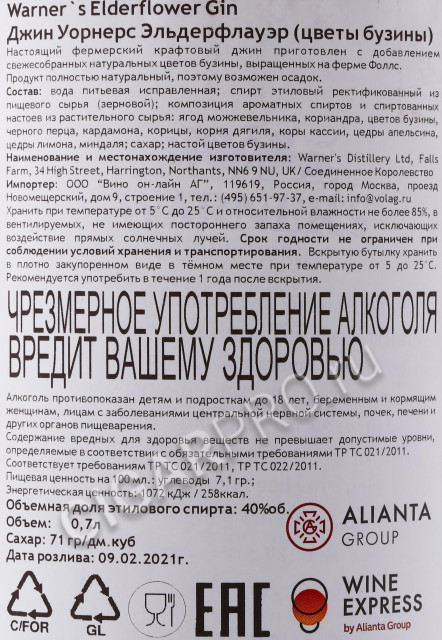 Warner`s Elderflower Gin
Джин Уорнерс Эльдерфлауэр (цветы бузины)
Настоящий фермерский крафтовый джин приготовлен с добавлением
свежесобранных натуральных цветов бузины, выращенных на ферме Фоллс.
Продукт полностью натуральный, поэтому возможен осадок.
Состав: вода питьевая исправленная; спирт этиловый ректификованный из
пищевого сырья (зерновой); композиция ароматных спиртов и спиртованных
настоев из растительного сырья: ягод можжевельника, кориандра, цветов бузины,
черного перца, кардамона, корицы, корня дягиля, коры кассии, цедры апельсина,
цедры лимона, миндаля; сахар; настой цветов бузины.
Наименование и местонахождение изготовителя: Warner's Distillery Ltd, Falls
Farm, 34 High Street, Harrington, Northants, NN6 9 NU, UK / Соединенное Королевство
Импортер: ООО "Вино он-лайн АГ", 119619, Россия, город Москва, проезд
Новомещерский, дом 9, строение 1, тел.: (495) 651-97-37, e-mail: info@volag.ru
Хранить при температуре от 5°С до 25°С и относительной влажности не более 85%, в
вентилируемых, не имеющих постороннего запаха помещениях, исключающих
воздействие прямых солнечных лучей. Срок годности не ограничен при
соблюдении условий хранения и транспортирования. Вскрытую бутылку хранить
в плотно закупоренном виде в тёмном месте при температуре от 5 до 25°С.
Рекомендуется употребить в течение 1 года после вскрытия.
ЧРЕЗМЕРНОЕ УПОТРЕБЛЕНИЕ АЛКОГОЛЯ
ВРЕДИТ ВАШЕМУ ЗДОРОВЬЮ
Алкоголь противопоказан детям и подросткам до 18 лет, беременным и кормящим
женщинам, лицам с заболеваниями центральной нервной системы, почек, печени и
других органов пищеварения.
Содержание вредных для здоровья веществ не превышает допустимые уровни,
определяемые в соответствии с обязательными требованиями ТР ТС 021/2011.
Соответствует требованиям ТР ТС 021/2011, ТР ТС 022/2011.
Пищевая ценность на 100 мл.: углеводы 7,1 гр.;
Энергетическая ценность: 1072 кДж / 258ккал.
Объемная доля этилового спирта: 40%об.
Объем: 0,7л
Сахар: 71 гр/дм.куб
Дата розлива: 09.02.2021г.
ALIANTA
GROUP
C/FOR
GL
EAC
WINE
EXPRESS
by Alianta Group